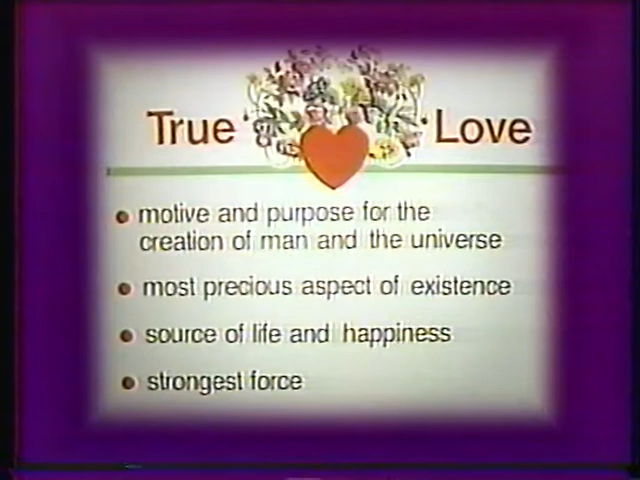 True Love
motive and purpose for the
creation of man and the universe
most precious aspect of existence
source of life and happiness
strongest force